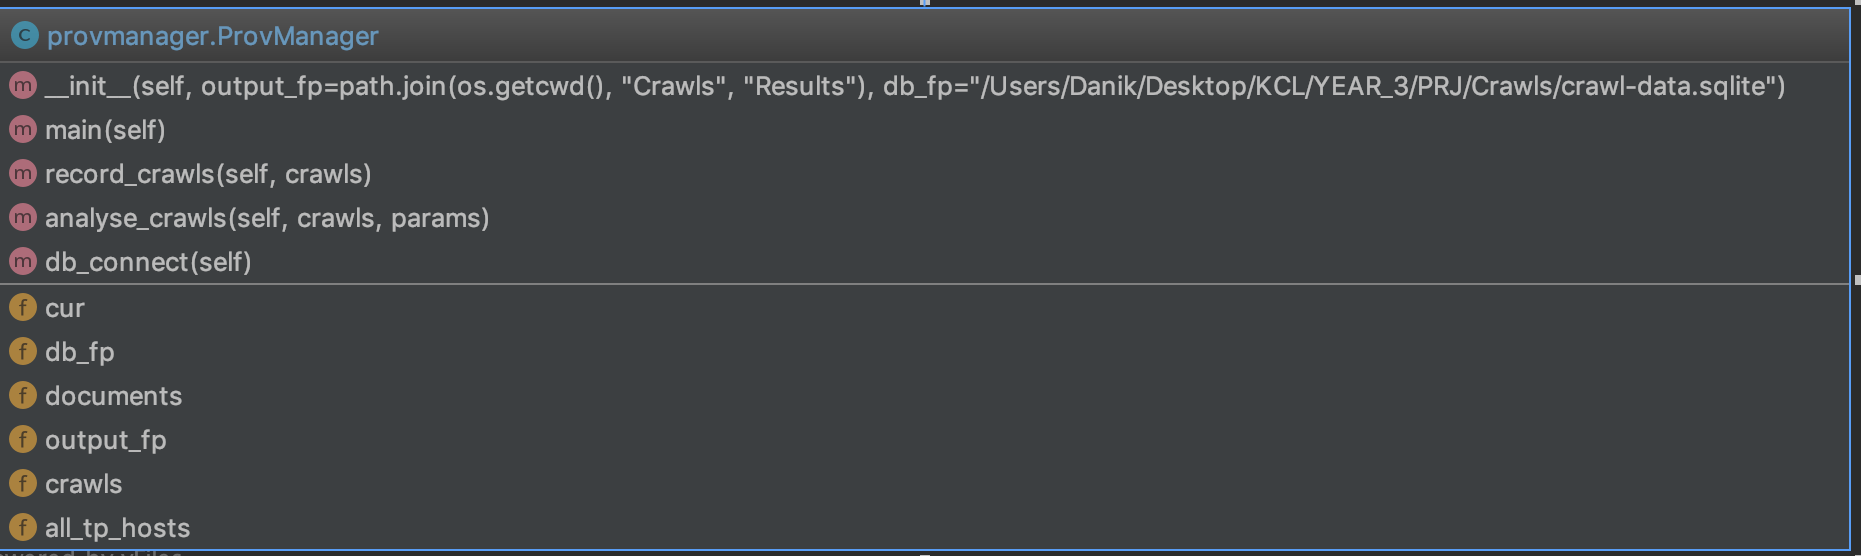 C provmanager.ProvManager
m __init__(self, output_fp=path.join(os.getcwd(), "Crawls", "Results"), db_fp="/Users/Danik/Desktop/KCL/YEAR_3/PRJ/Crawls/crawl-data.sqlite")
m main(self)
m record_crawls(self, crawls)
m analyse_crawls(self, crawls, params)
m db_connect(self)
f cur
f db_fp
f documents
f output_fp
f crawls
f all_tp_hosts